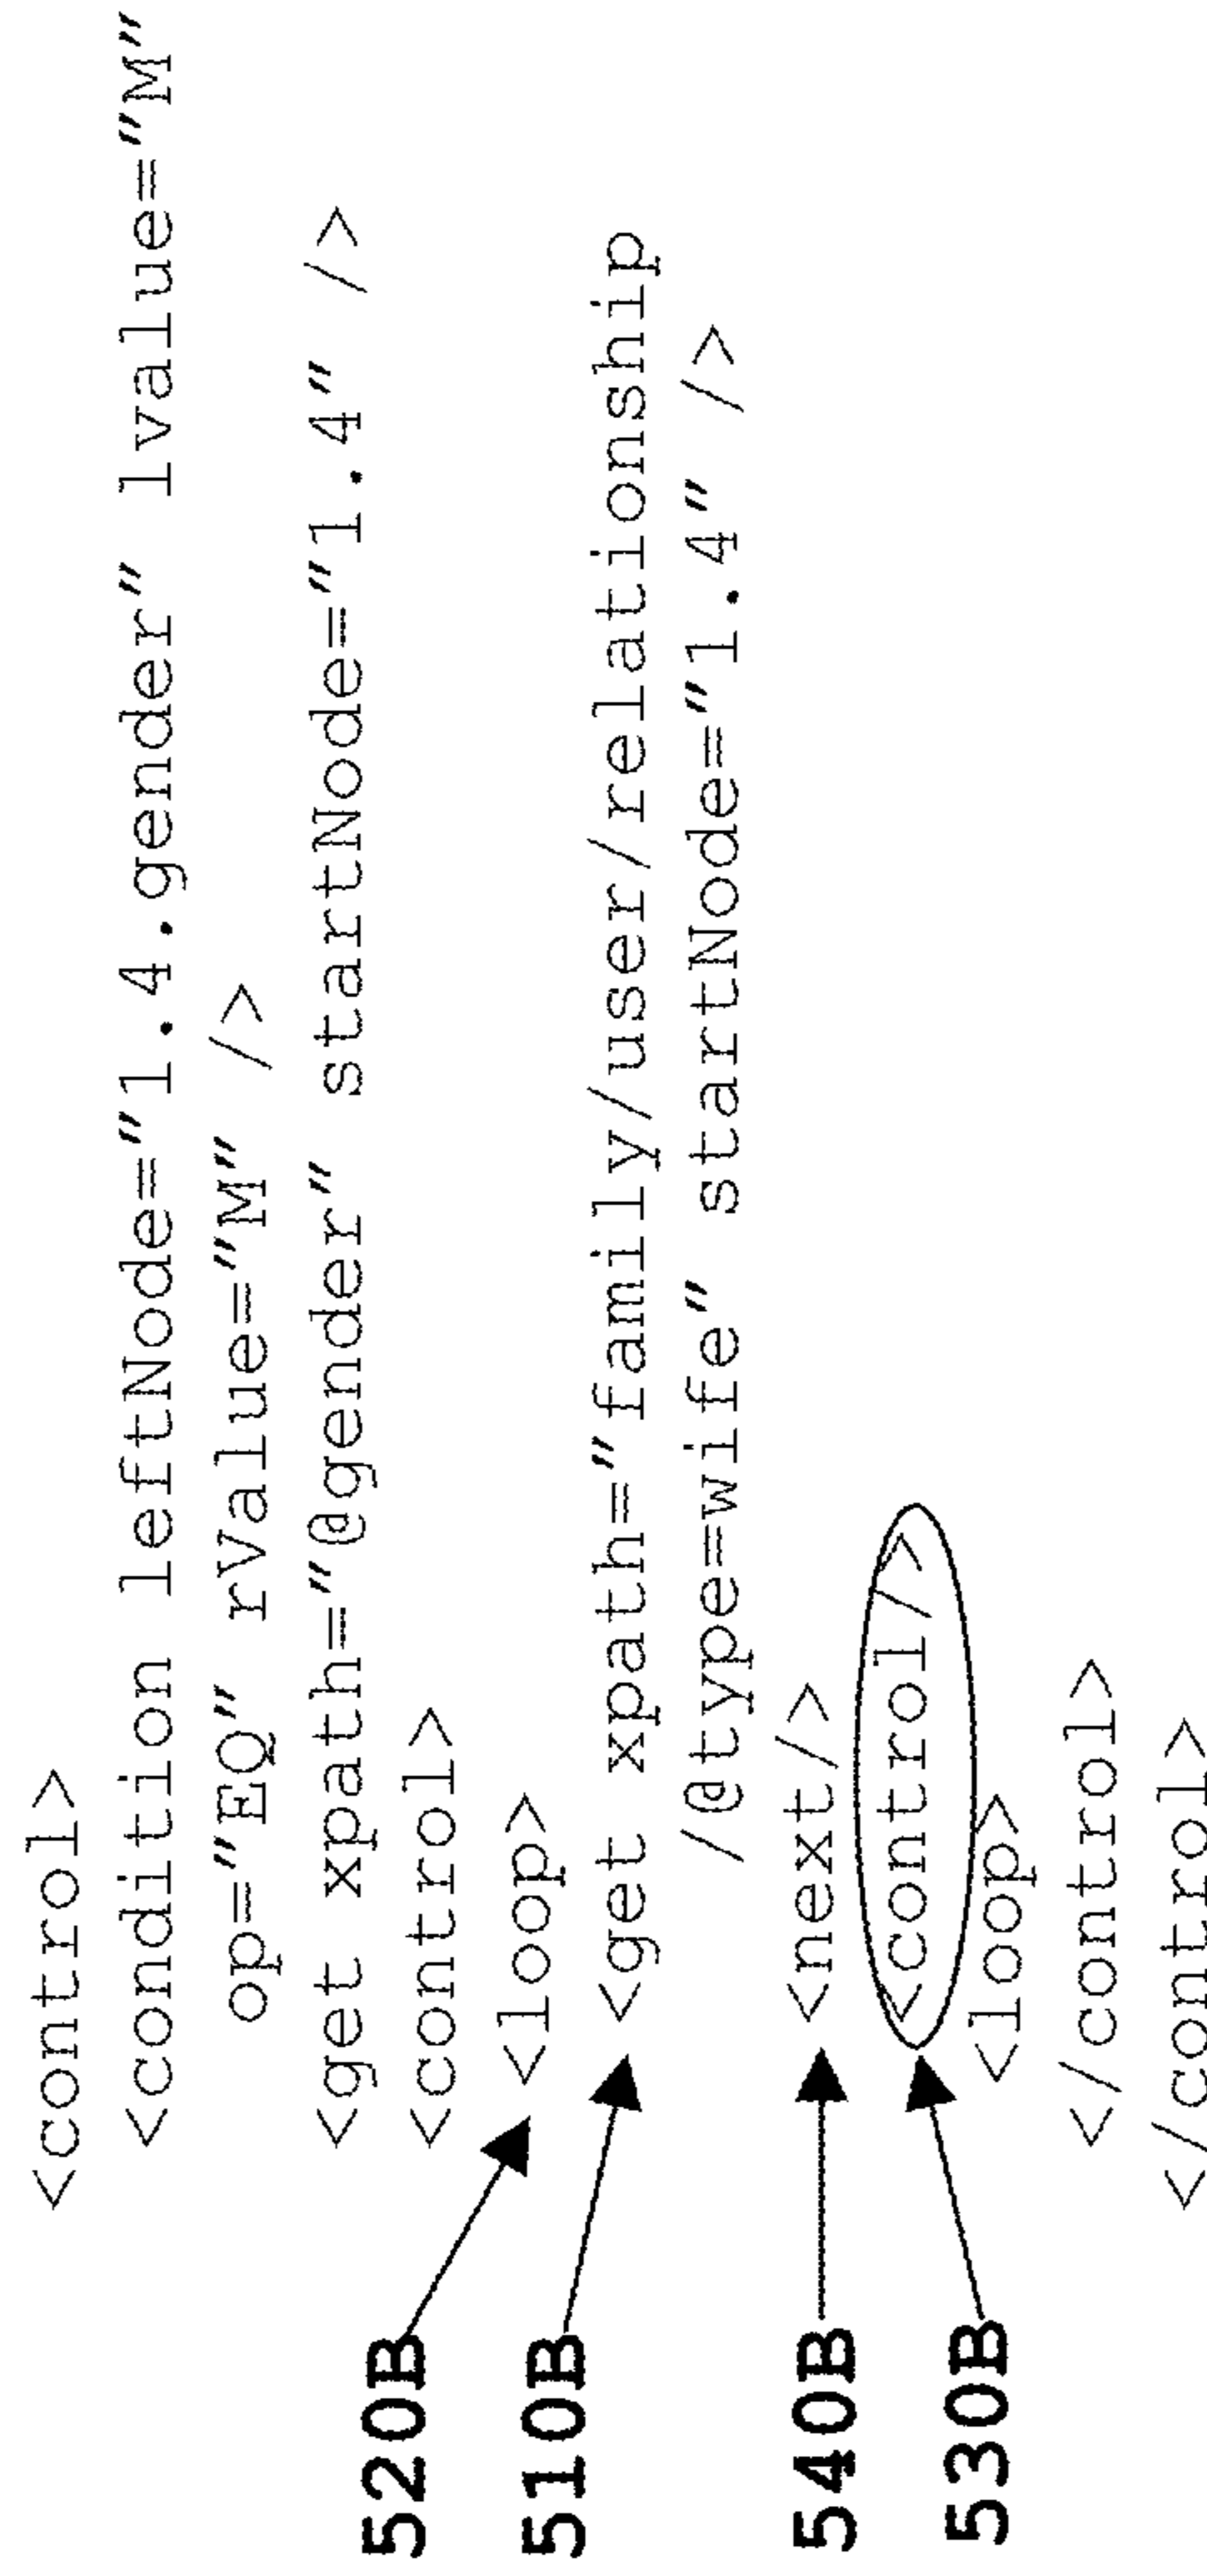 <control>
<condition leftNode="1.4.gender" lvalue="M"
op="EQ" rValue="M" />
<get xpath="@gender" startNode="1.4" />
<control>
520B <loop>
510B <get xpath="family/user/relationship
/@type=wife" startNode="1.4" />
540B <next/>
530B <control/>
<loop>
</control>
</control>